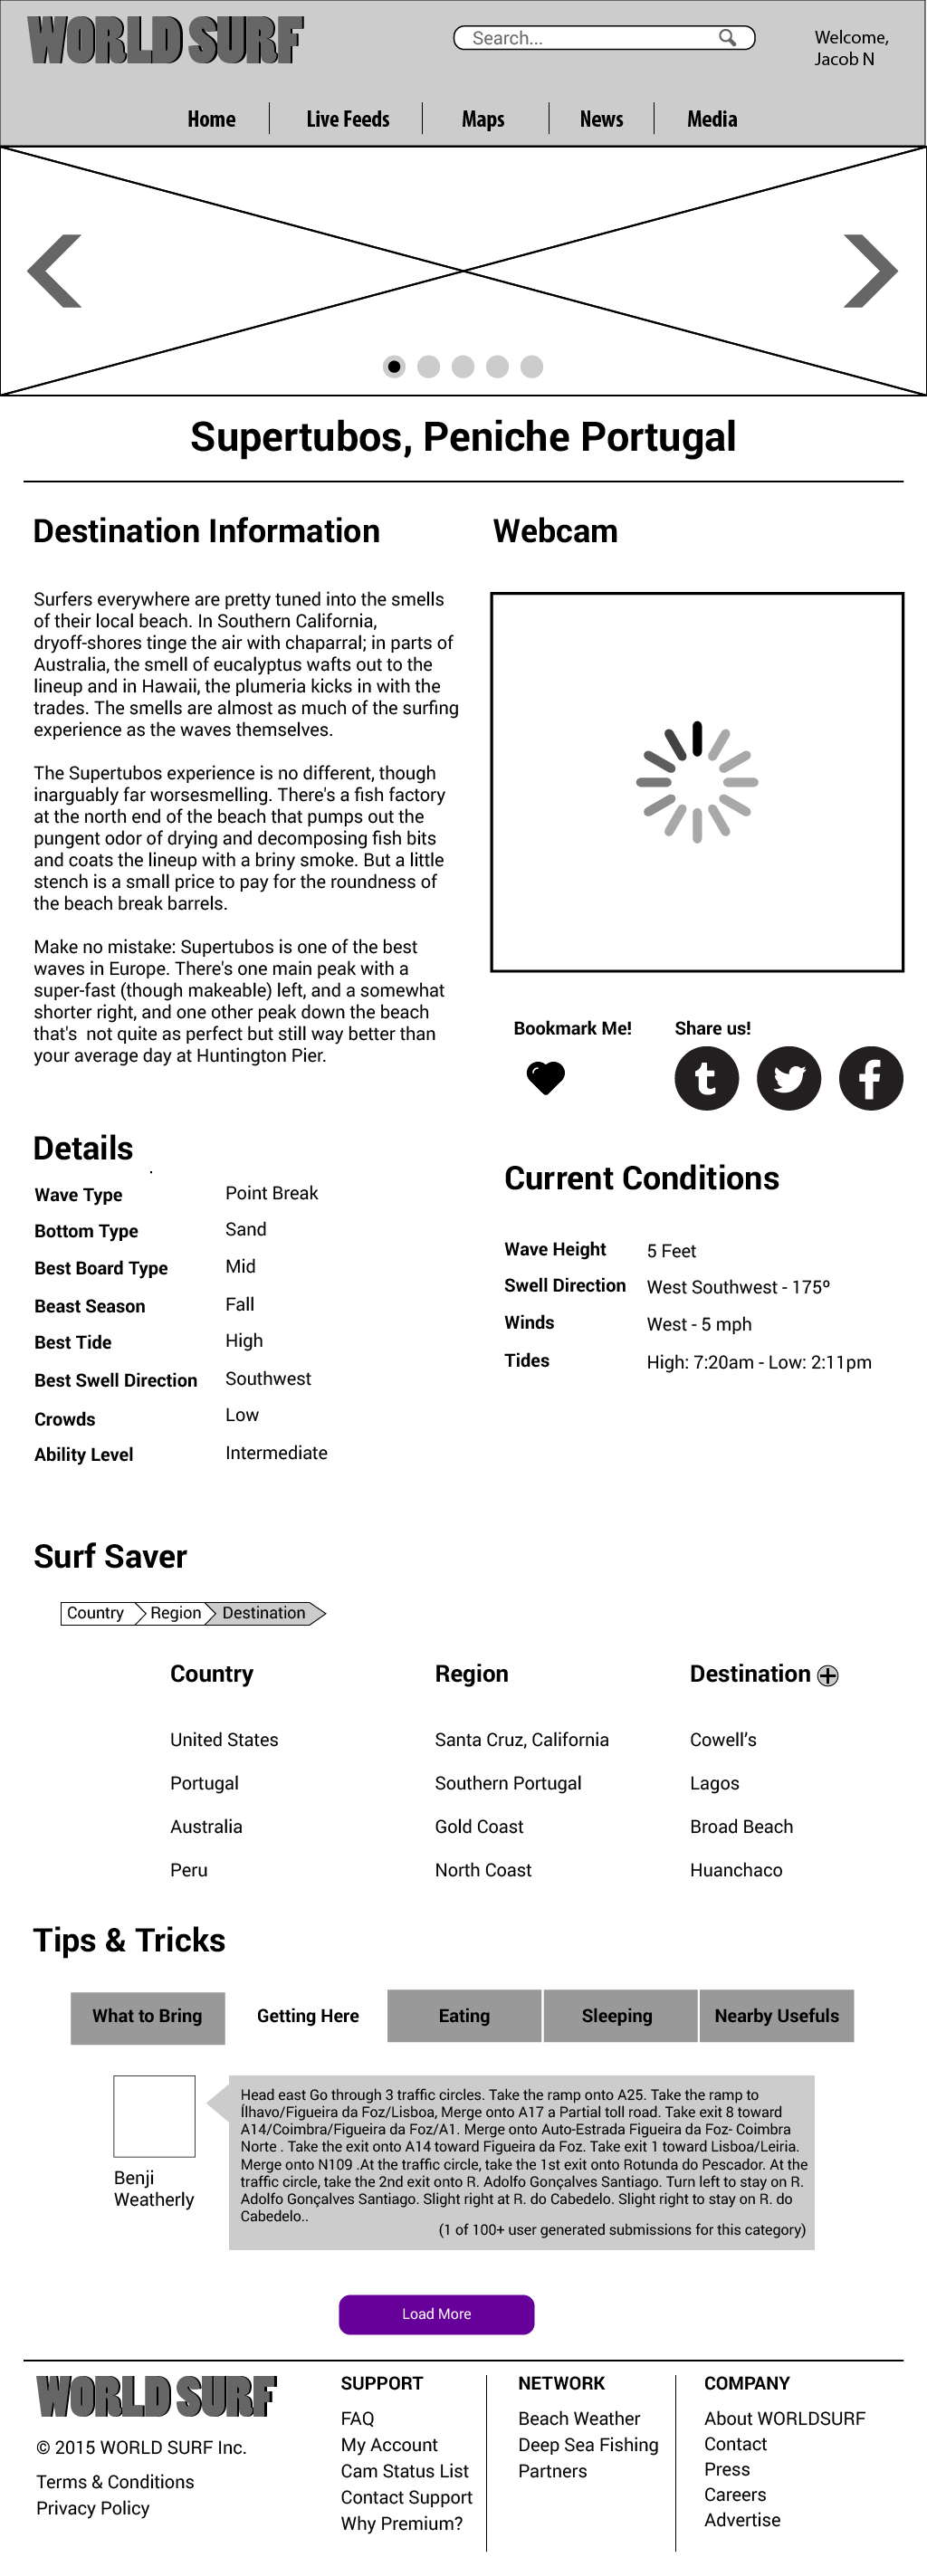 WORLD SURF
Search...
Welcome,
Jacob N
Home
Live Feeds
Maps
News
Media
Supertubos, Peniche Portugal
Destination Information
Surfers everywhere are pretty tuned into the smells
of their local beach. In Southern California,
dryoff-shores tinge the air with chaparral; in parts of
Australia, the smell of eucalyptus wafts out to the
lineup and in Hawaii, the plumeria kicks in with the
trades. The smells are almost as much of the surfing
experience as the waves themselves.
The Supertubos experience is no different, though
inarguably far worsesmelling. There's a fish factory
at the north end of the beach that pumps out the
pungent odor of drying and decomposing fish bits
and coats the lineup with a briny smoke. But a little
stench is a small price to pay for the roundness of
the beach break barrels.
Make no mistake: Supertubos is one of the best
waves in Europe. There's one main peak with a
super-fast (though makeable) left, and a somewhat
shorter right, and one other peak down the beach
that's  not quite as perfect but still way better than
your average day at Huntington Pier.
Webcam
Bookmark Me!
Share us!
Details
Wave Type Point Break
Bottom Type Sand
Best Board Type Mid
Beast Season Fall
Best Tide High
Best Swell Direction Southwest
Crowds Low
Ability Level Intermediate
Current Conditions
Wave Height 5 Feet
Swell Direction West Southwest - 175º
Winds West - 5 mph
Tides High: 7:20am - Low: 2:11pm
Surf Saver
Country Region Destination
Country Region Destination
United States Santa Cruz, California Cowell’s
Portugal Southern Portugal Lagos
Australia Gold Coast Broad Beach
Peru North Coast Huanchaco
Tips & Tricks
What to Bring
Getting Here
Eating
Sleeping
Nearby Usefuls
Benji
Weatherly
Head east Go through 3 traffic circles. Take the ramp onto A25. Take the ramp to
Ílhavo/Figueira da Foz/Lisboa, Merge onto A17 a Partial toll road. Take exit 8 toward
A14/Coimbra/Figueira da Foz/A1. Merge onto Auto-Estrada Figueira da Foz- Coimbra
Norte . Take the exit onto A14 toward Figueira da Foz. Take exit 1 toward Lisboa/Leiria.
Merge onto N109 .At the traffic circle, take the 1st exit onto Rotunda do Pescador. At the
traffic circle, take the 2nd exit onto R. Adolfo Gonçalves Santiago. Turn left to stay on R.
Adolfo Gonçalves Santiago. Slight right at R. do Cabedelo. Slight right to stay on R. do
Cabedelo..
(1 of 100+ user generated submissions for this category)
Load More
WORLD SURF
© 2015 WORLD SURF Inc.
Terms & Conditions
Privacy Policy
SUPPORT
FAQ
My Account
Cam Status List
Contact Support
Why Premium?
NETWORK
Beach Weather
Deep Sea Fishing
Partners
COMPANY
About WORLDSURF
Contact
Press
Careers
Advertise